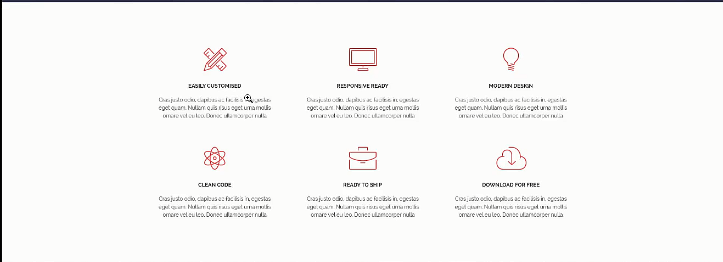 EASILY CUSTOMISED
Cras justo odio, dapibus ac facilisis in, egestas
eget quam. Nullam quis risus eget urna mollis
ornare vel eu leo. Donec ullamcorper nulla
RESPONSIVE READY
Cras justo odio, dapibus ac facilisis in, egestas
eget quam. Nullam quis risus eget urna mollis
ornare vel eu leo. Donec ullamcorper nulla
MODERN DESIGN
Cras justo odio, dapibus ac facilisis in, egestas
eget quam. Nullam quis risus eget urna mollis
ornare vel eu leo. Donec ullamcorper nulla
CLEAN CODE
Cras justo odio, dapibus ac facilisis in, egestas
eget quam. Nullam quis risus eget urna mollis
ornare vel eu leo. Donec ullamcorper nulla
READY TO SHIP
Cras justo odio, dapibus ac facilisis in, egestas
eget quam. Nullam quis risus eget urna mollis
ornare vel eu leo. Donec ullamcorper nulla
DOWNLOAD FOR FREE
Cras justo odio, dapibus ac facilisis in, egestas
eget quam. Nullam quis risus eget urna mollis
ornare vel eu leo. Donec ullamcorper nulla